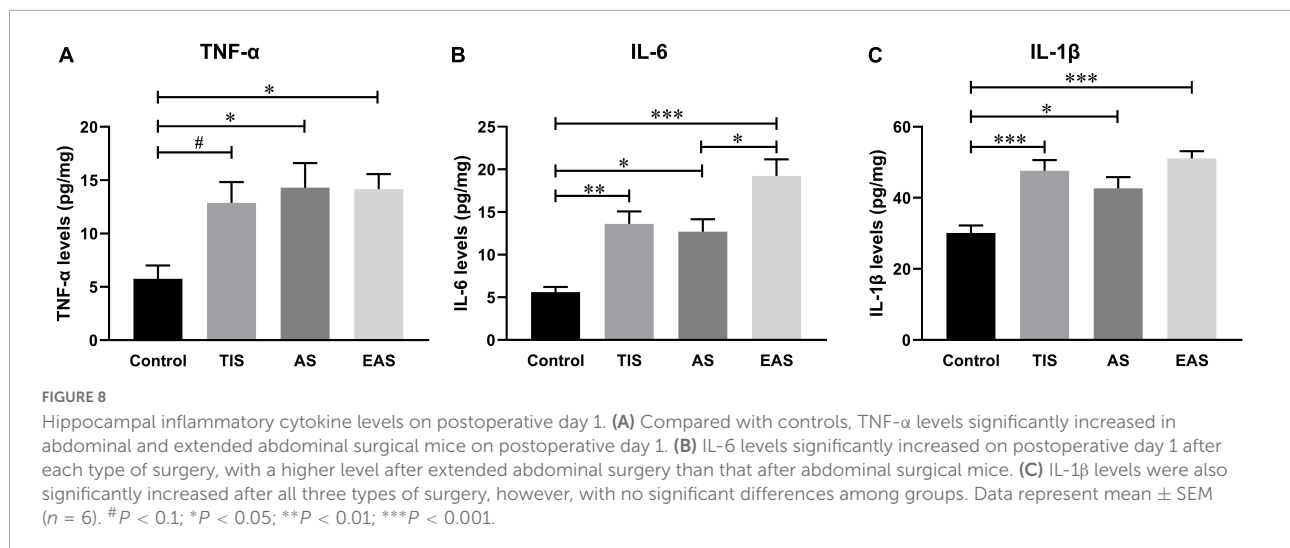 A TNF-α
*
*
#
TNF-α levels (pg/mg)
20
15
10
5
0
Control TIS AS EAS
B IL-6
***
*
*
**
IL-6 levels (pg/mg)
25
20
15
10
5
0
Control TIS AS EAS
C IL-1β
***
*
***
IL-1β levels (pg/mg)
60
40
20
0
Control TIS AS EAS
FIGURE 8
Hippocampal inflammatory cytokine levels on postoperative day 1. (A) Compared with controls, TNF-α levels significantly increased in
abdominal and extended abdominal surgical mice on postoperative day 1. (B) IL-6 levels significantly increased on postoperative day 1 after
each type of surgery, with a higher level after extended abdominal surgery than that after abdominal surgical mice. (C) IL-1β levels were also
significantly increased after all three types of surgery, however, with no significant differences among groups. Data represent mean ± SEM
(n = 6). #P < 0.1; *P < 0.05; **P < 0.01; ***P < 0.001.